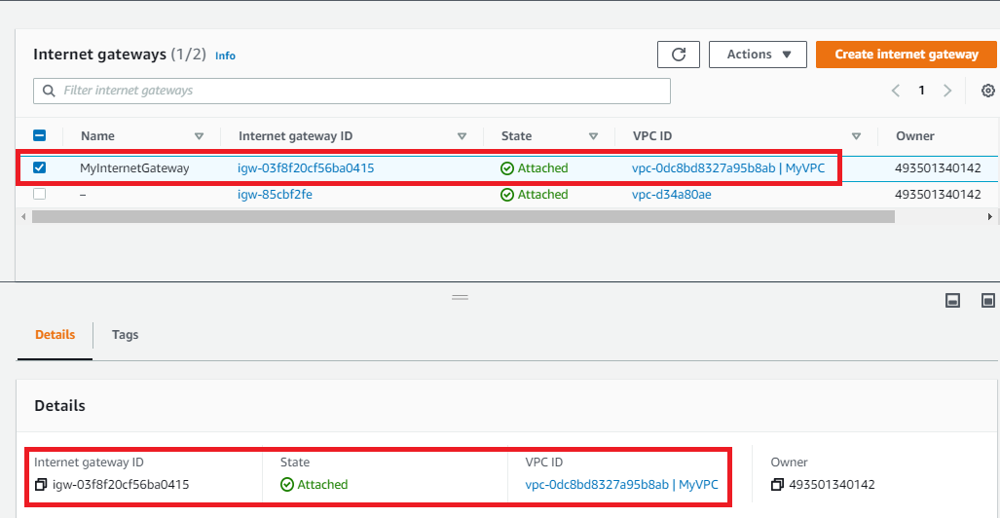 Internet gateways (1/2) Info Actions Create internet gateway
Filter internet gateways 1
Name Internet gateway ID State VPC ID Owner
MyInternetGateway igw-03f8f20cf56ba0415 Attached vpc-0dc8bd8327a95b8ab | MyVPC 493501340142
– igw-85cbf2fe Attached vpc-d34a80ae 493501340142
Details Tags
Details
Internet gateway ID State VPC ID Owner
igw-03f8f20cf56ba0415 Attached vpc-0dc8bd8327a95b8ab | MyVPC 493501340142